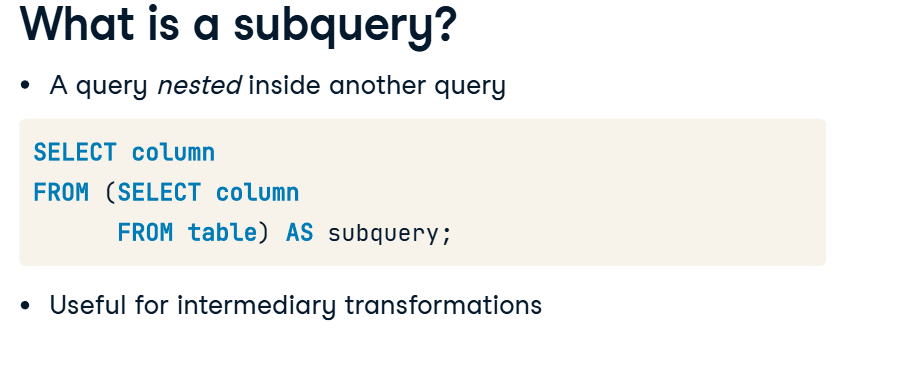 What is a subquery?
• A query nested inside another query
SELECT column
FROM (SELECT column
      FROM table) AS subquery;
• Useful for intermediary transformations